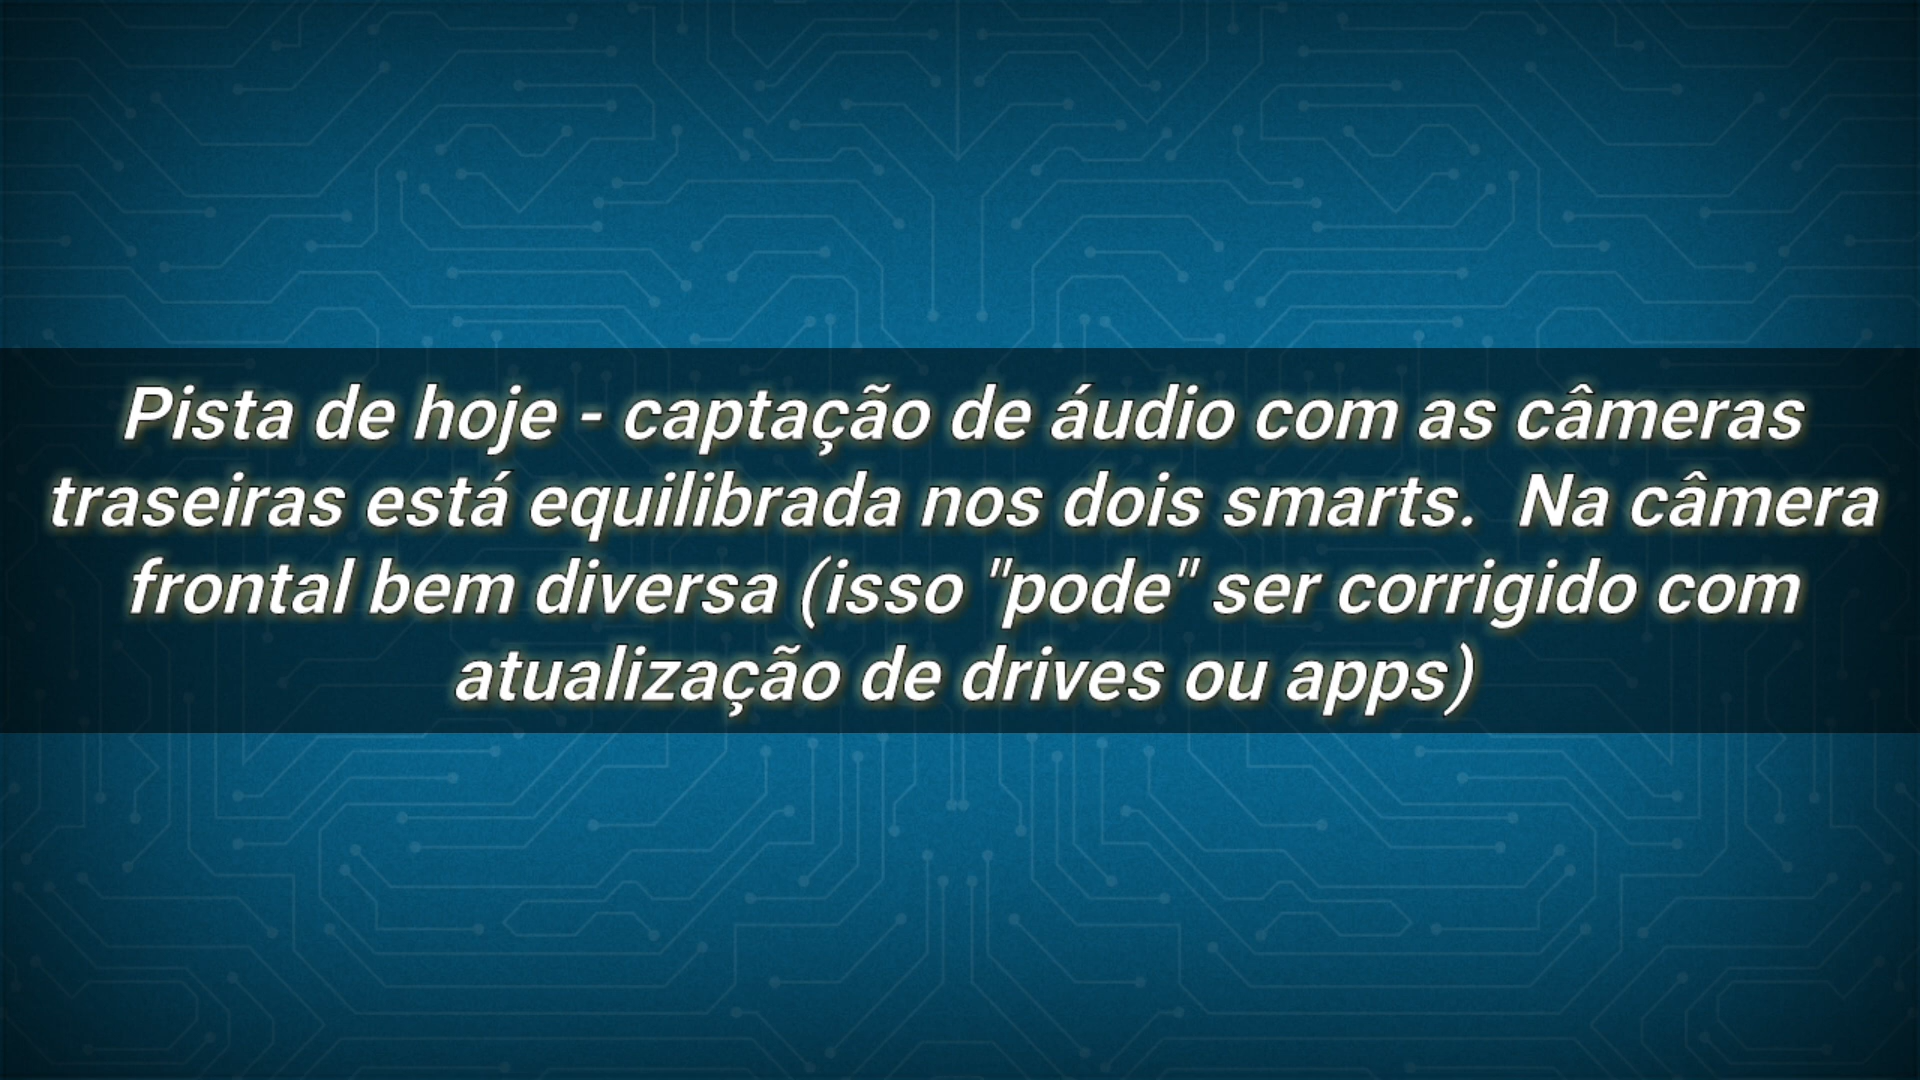 Pista de hoje - captação de áudio com as câmeras
traseiras está equilibrada nos dois smarts.  Na câmera
frontal bem diversa (isso "pode" ser corrigido com
atualização de drives ou apps)